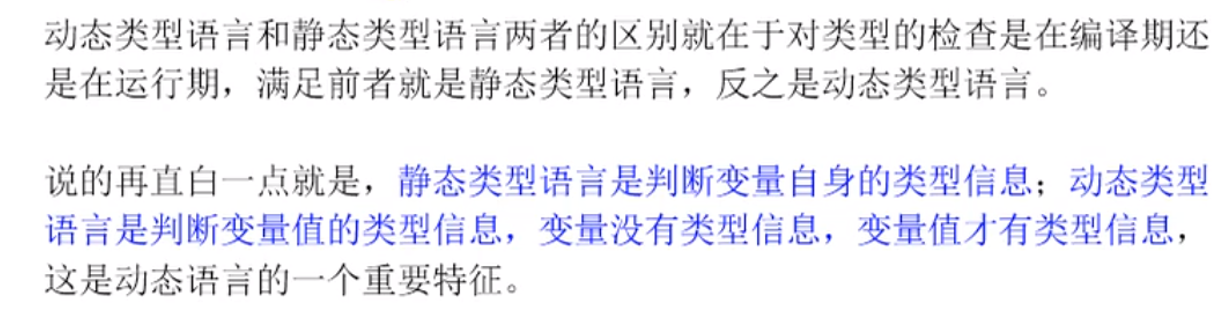 动态类型语言和静态类型语言两者的区别就在于对类型的检查是在编译期还
是在运行期，满足前者就是静态类型语言，反之是动态类型语言。
说的再直白一点就是，静态类型语言是判断变量自身的类型信息；动态类型
语言是判断变量值的类型信息，变量没有类型信息，变量值才有类型信息，
这是动态语言的一个重要特征。